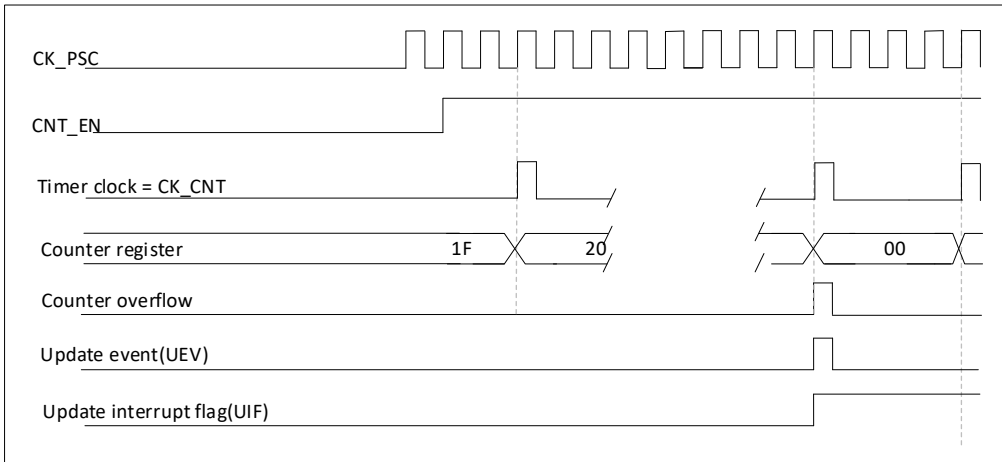 CK_PSC
CNT_EN
Timer clock = CK_CNT
Counter register 1F 20 00
Counter overflow
Update event(UEV)
Update interrupt flag(UIF)